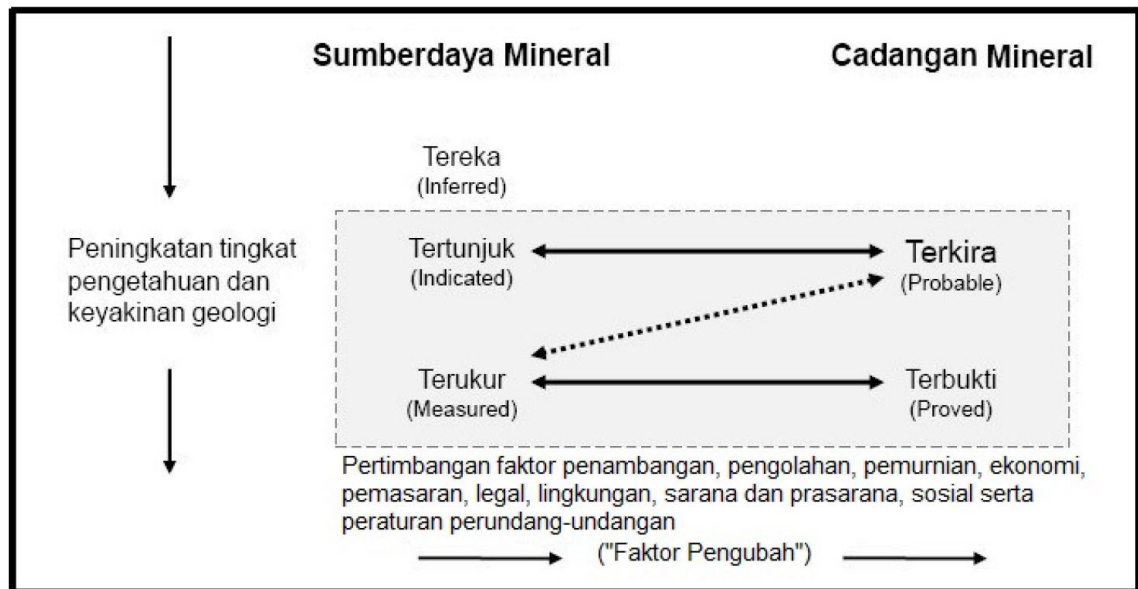 Sumberdaya Mineral
Cadangan Mineral
Tereka
(Inferred)
Peningkatan tingkat
pengetahuan dan
keyakinan geologi
Tertunjuk
(Indicated)
Terkira
(Probable)
Terukur
(Measured)
Terbukti
(Proved)
Pertimbangan faktor penambangan, pengolahan, pemurnian, ekonomi,
pemasaran, legal, lingkungan, sarana dan prasarana, sosial serta
peraturan perundang-undangan
("Faktor Pengubah")